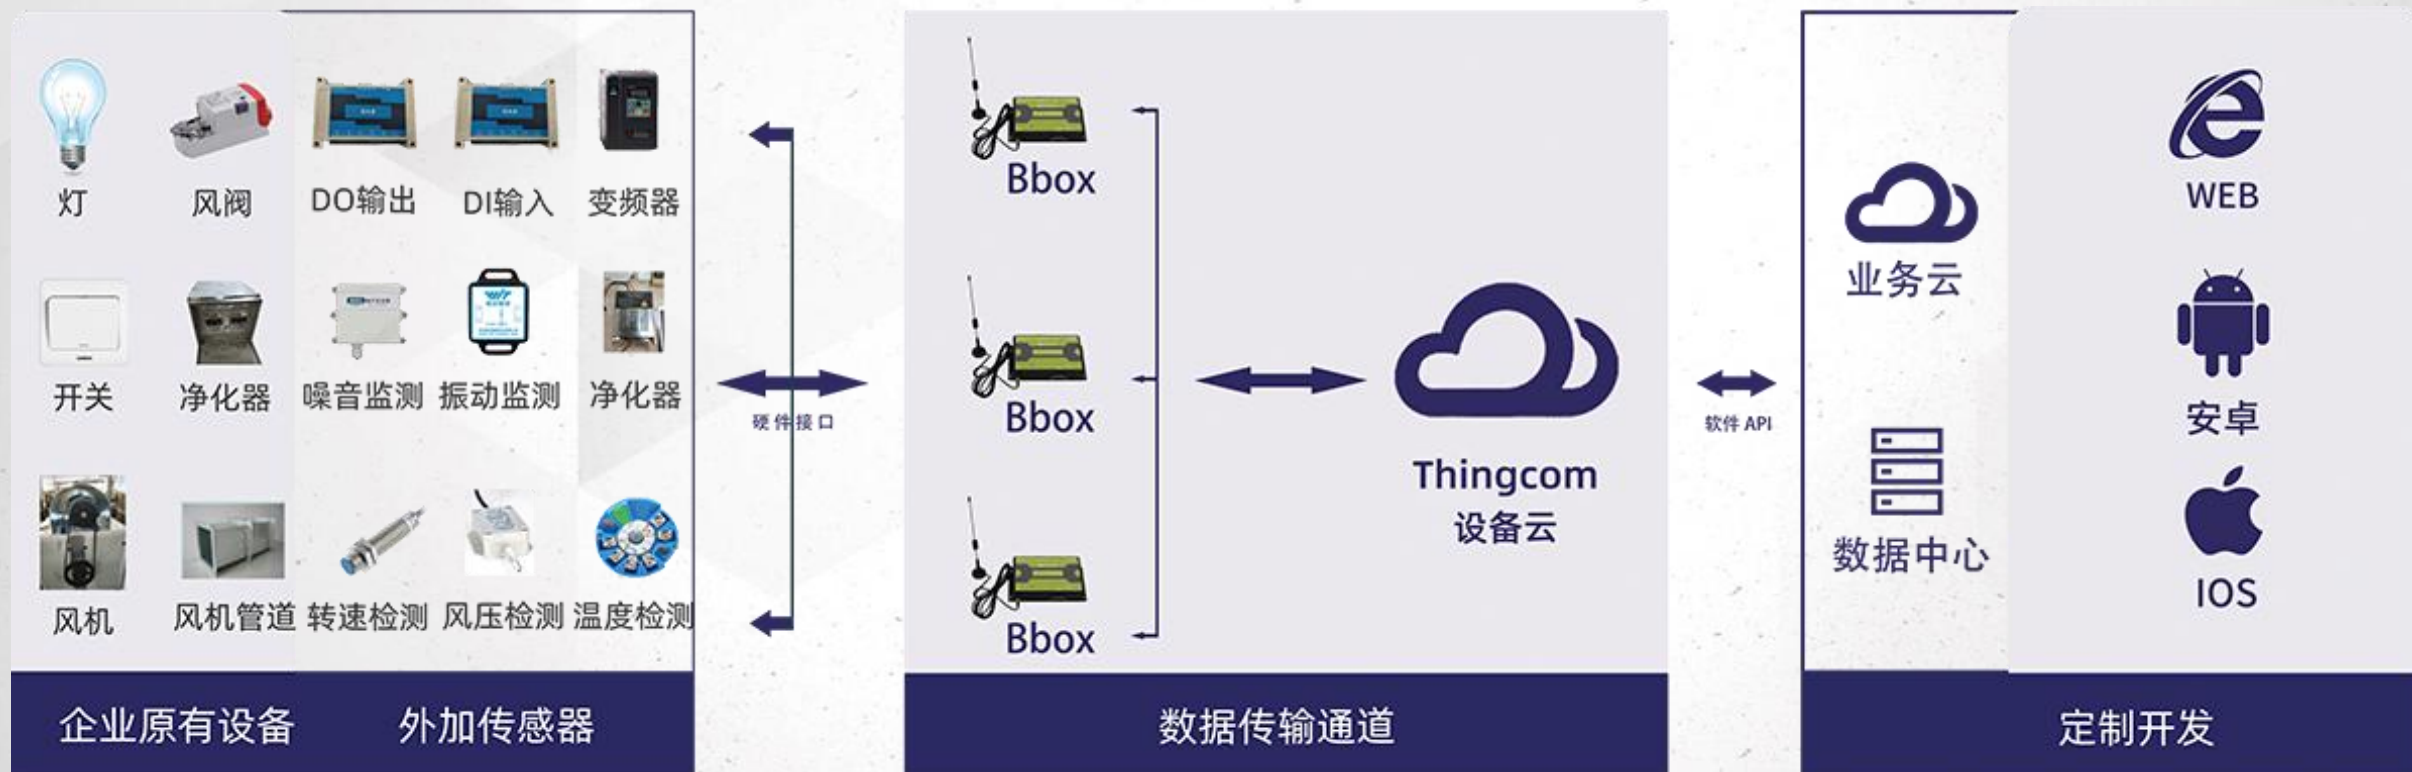 灯
风阀
DO输出
DI输入
变频器
开关
净化器
噪音监测
振动监测
净化器
风机
风机管道
转速检测
风压检测
温度检测
企业原有设备
外加传感器
硬件接口
Bbox
Bbox
Bbox
Thingcom
设备云
数据传输通道
软件 API
业务云
数据中心
WEB
安卓
IOS
定制开发